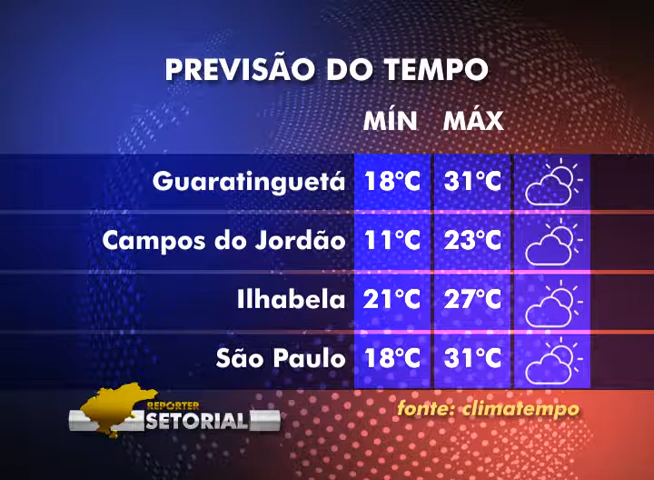 PREVISÃO DO TEMPO
MÍN MÁX
Guaratinguetá 18°C 31°C
Campos do Jordão 11°C 23°C
Ilhabela 21°C 27°C
São Paulo 18°C 31°C
REPÓRTER
SETORIAL
fonte: climatempo